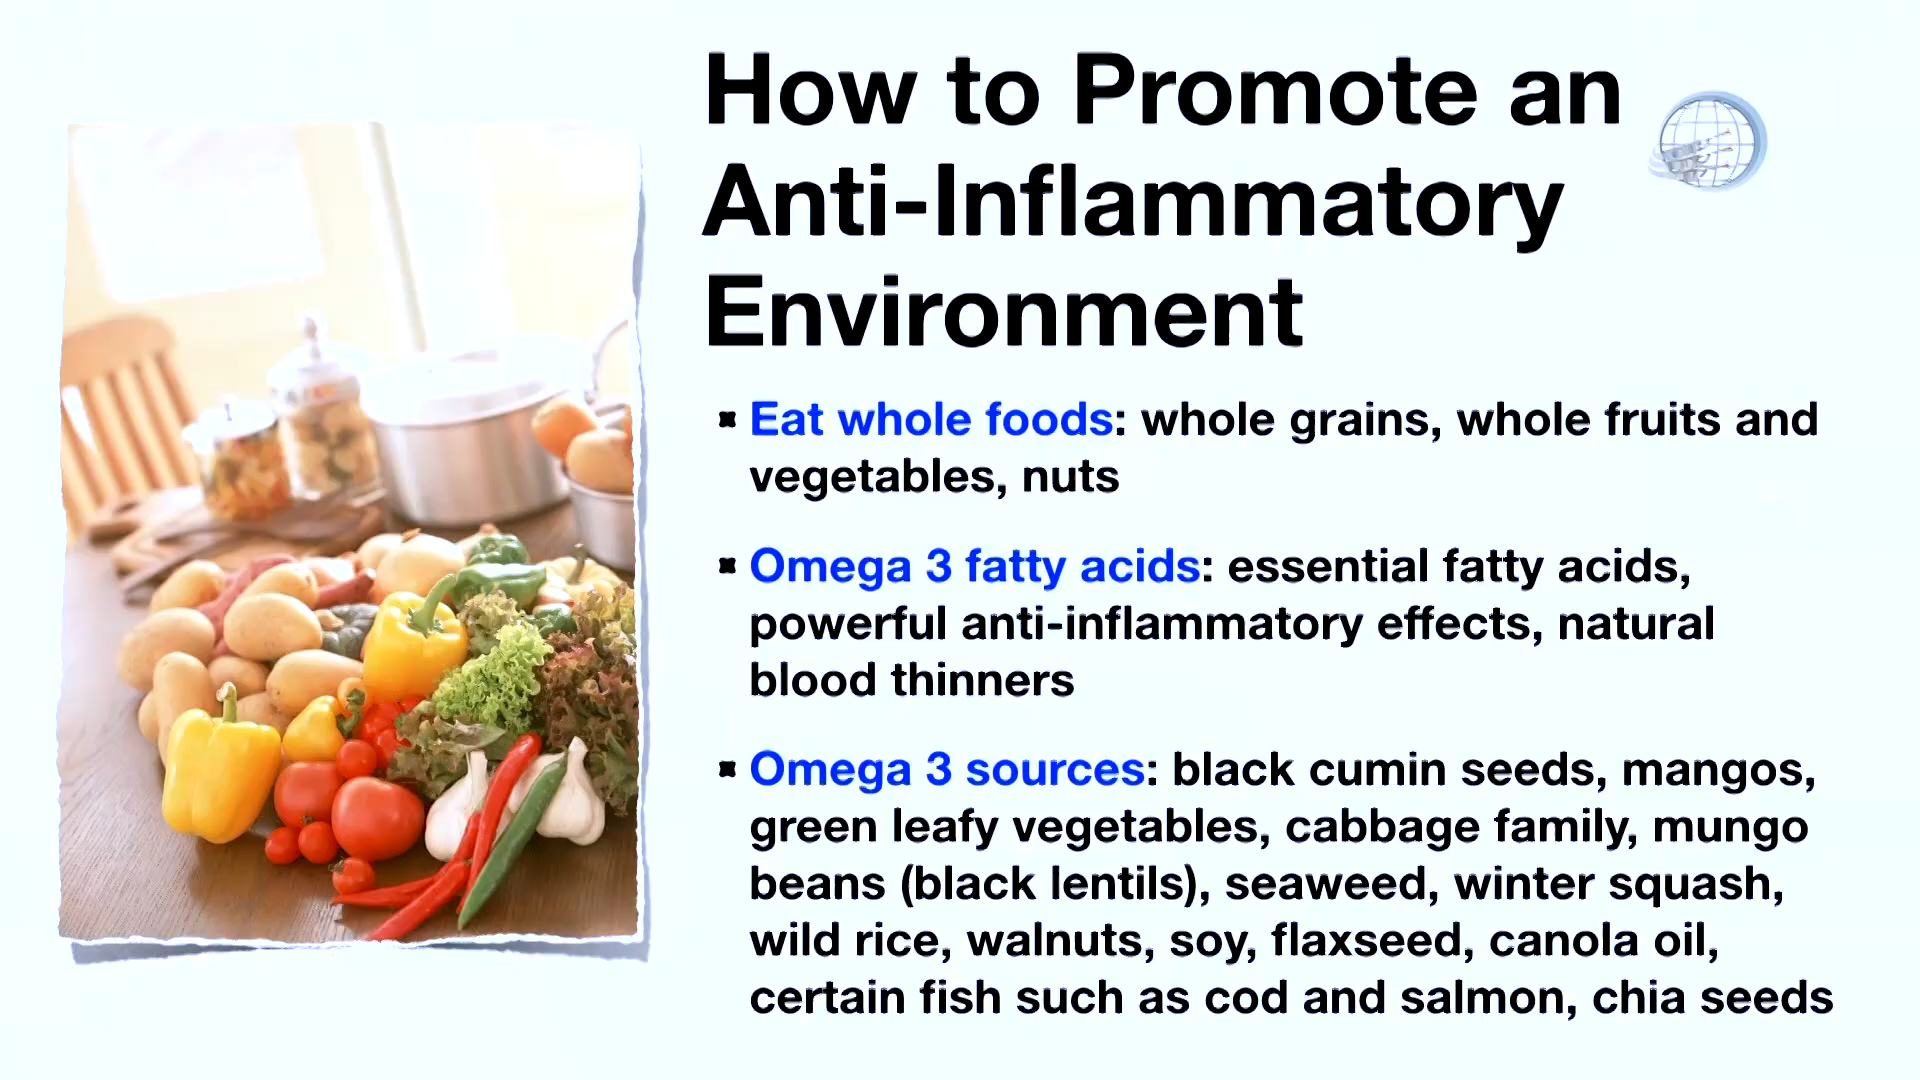 How to Promote an
Anti-Inflammatory
Environment
Eat whole foods: whole grains, whole fruits and
vegetables, nuts
Omega 3 fatty acids: essential fatty acids,
powerful anti-inflammatory effects, natural
blood thinners
Omega 3 sources: black cumin seeds, mangos,
green leafy vegetables, cabbage family, mungo
beans (black lentils), seaweed, winter squash,
wild rice, walnuts, soy, flaxseed, canola oil,
certain fish such as cod and salmon, chia seeds